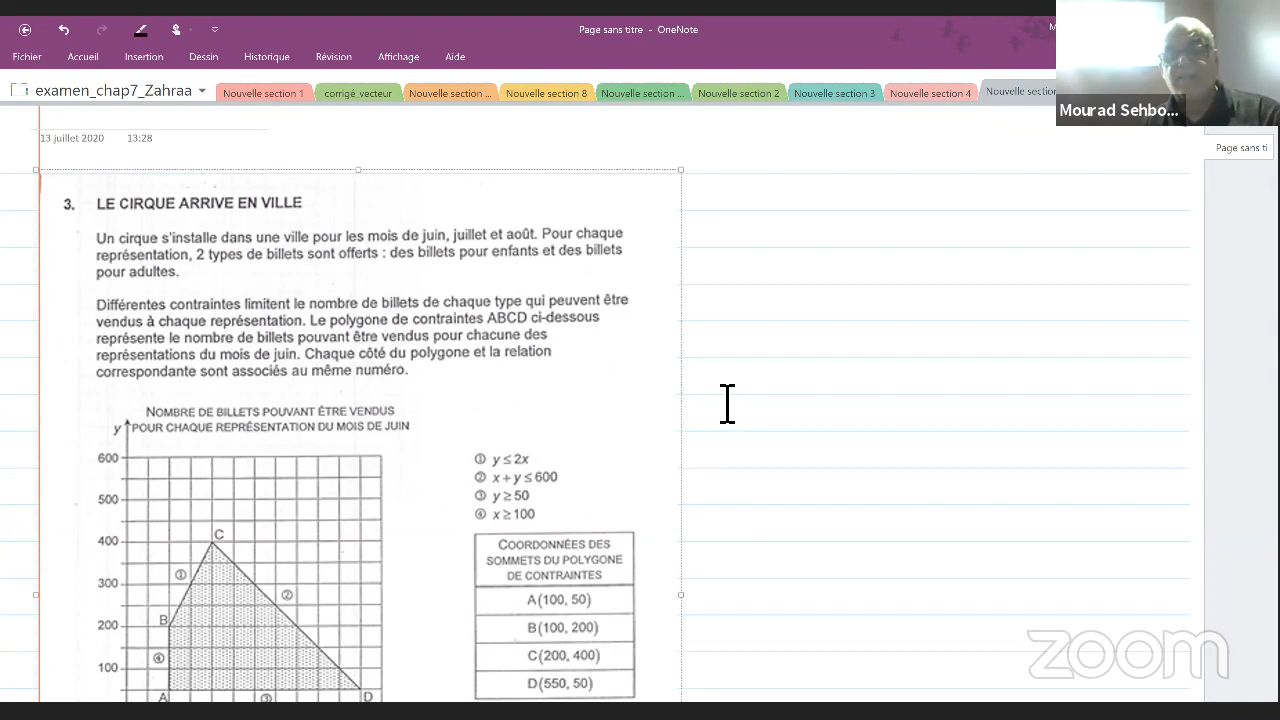 Page sans titre - OneNote
Fichier Accueil Insertion Dessin Historique Révision Affichage Aide
examen_chap7_Zahraa
Nouvelle section 1 corrigé_vecteur Nouvelle section ... Nouvelle section 8 Nouvelle section ... Nouvelle section 2 Nouvelle section 3 Nouvelle section 4 Nouvelle section
Mourad Sehbo...
Page sans ti
13 juillet 2020 13:28
3. LE CIRQUE ARRIVE EN VILLE
Un cirque s'installe dans une ville pour les mois de juin, juillet et août. Pour chaque
représentation, 2 types de billets sont offerts : des billets pour enfants et des billets
pour adultes.
Différentes contraintes limitent le nombre de billets de chaque type qui peuvent être
vendus à chaque représentation. Le polygone de contraintes ABCD ci-dessous
représente le nombre de billets pouvant être vendus pour chacune des
représentations du mois de juin. Chaque côté du polygone et la relation
correspondante sont associés au même numéro.
NOMBRE DE BILLETS POUVANT ÊTRE VENDUS
POUR CHAQUE REPRÉSENTATION DU MOIS DE JUIN
y
600
500
400
300
200
100
C
①
②
B
④
A
③
D
① y ≤ 2x
② x + y ≤ 600
③ y ≥ 50
④ x ≥ 100
COORDONNÉES DES
SOMMETS DU POLYGONE
DE CONTRAINTES
A(100, 50)
B(100, 200)
C(200, 400)
D(550, 50)
zoom